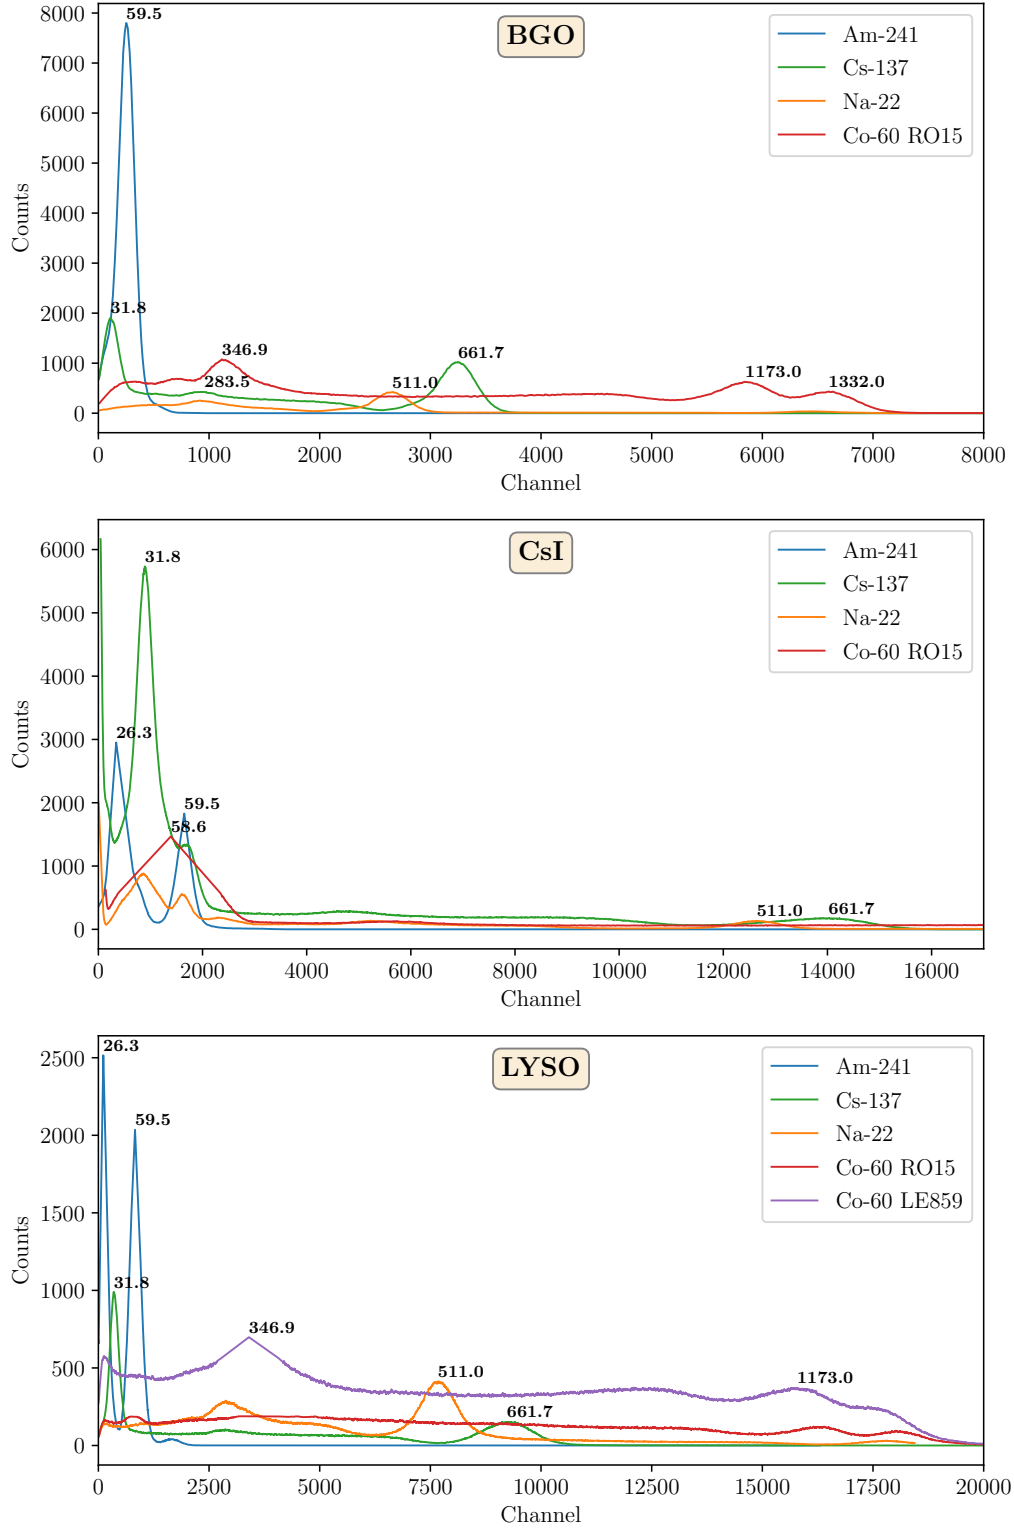 BGO
59.5
31.8
346.9
283.5
511.0
661.7
1173.0
1332.0
Am-241
Cs-137
Na-22
Co-60 RO15
Counts
8000
7000
6000
5000
4000
3000
2000
1000
0
0 1000 2000 3000 4000 5000 6000 7000 8000
Channel
CsI
31.8
26.3
59.5
58.6
511.0
661.7
Am-241
Cs-137
Na-22
Co-60 RO15
Counts
6000
5000
4000
3000
2000
1000
0
0 2000 4000 6000 8000 10000 12000 14000 16000
Channel
LYSO
26.3
59.5
31.8
346.9
511.0
661.7
1173.0
Am-241
Cs-137
Na-22
Co-60 RO15
Co-60 LE859
Counts
2500
2000
1500
1000
500
0
0 2500 5000 7500 10000 12500 15000 17500 20000
Channel